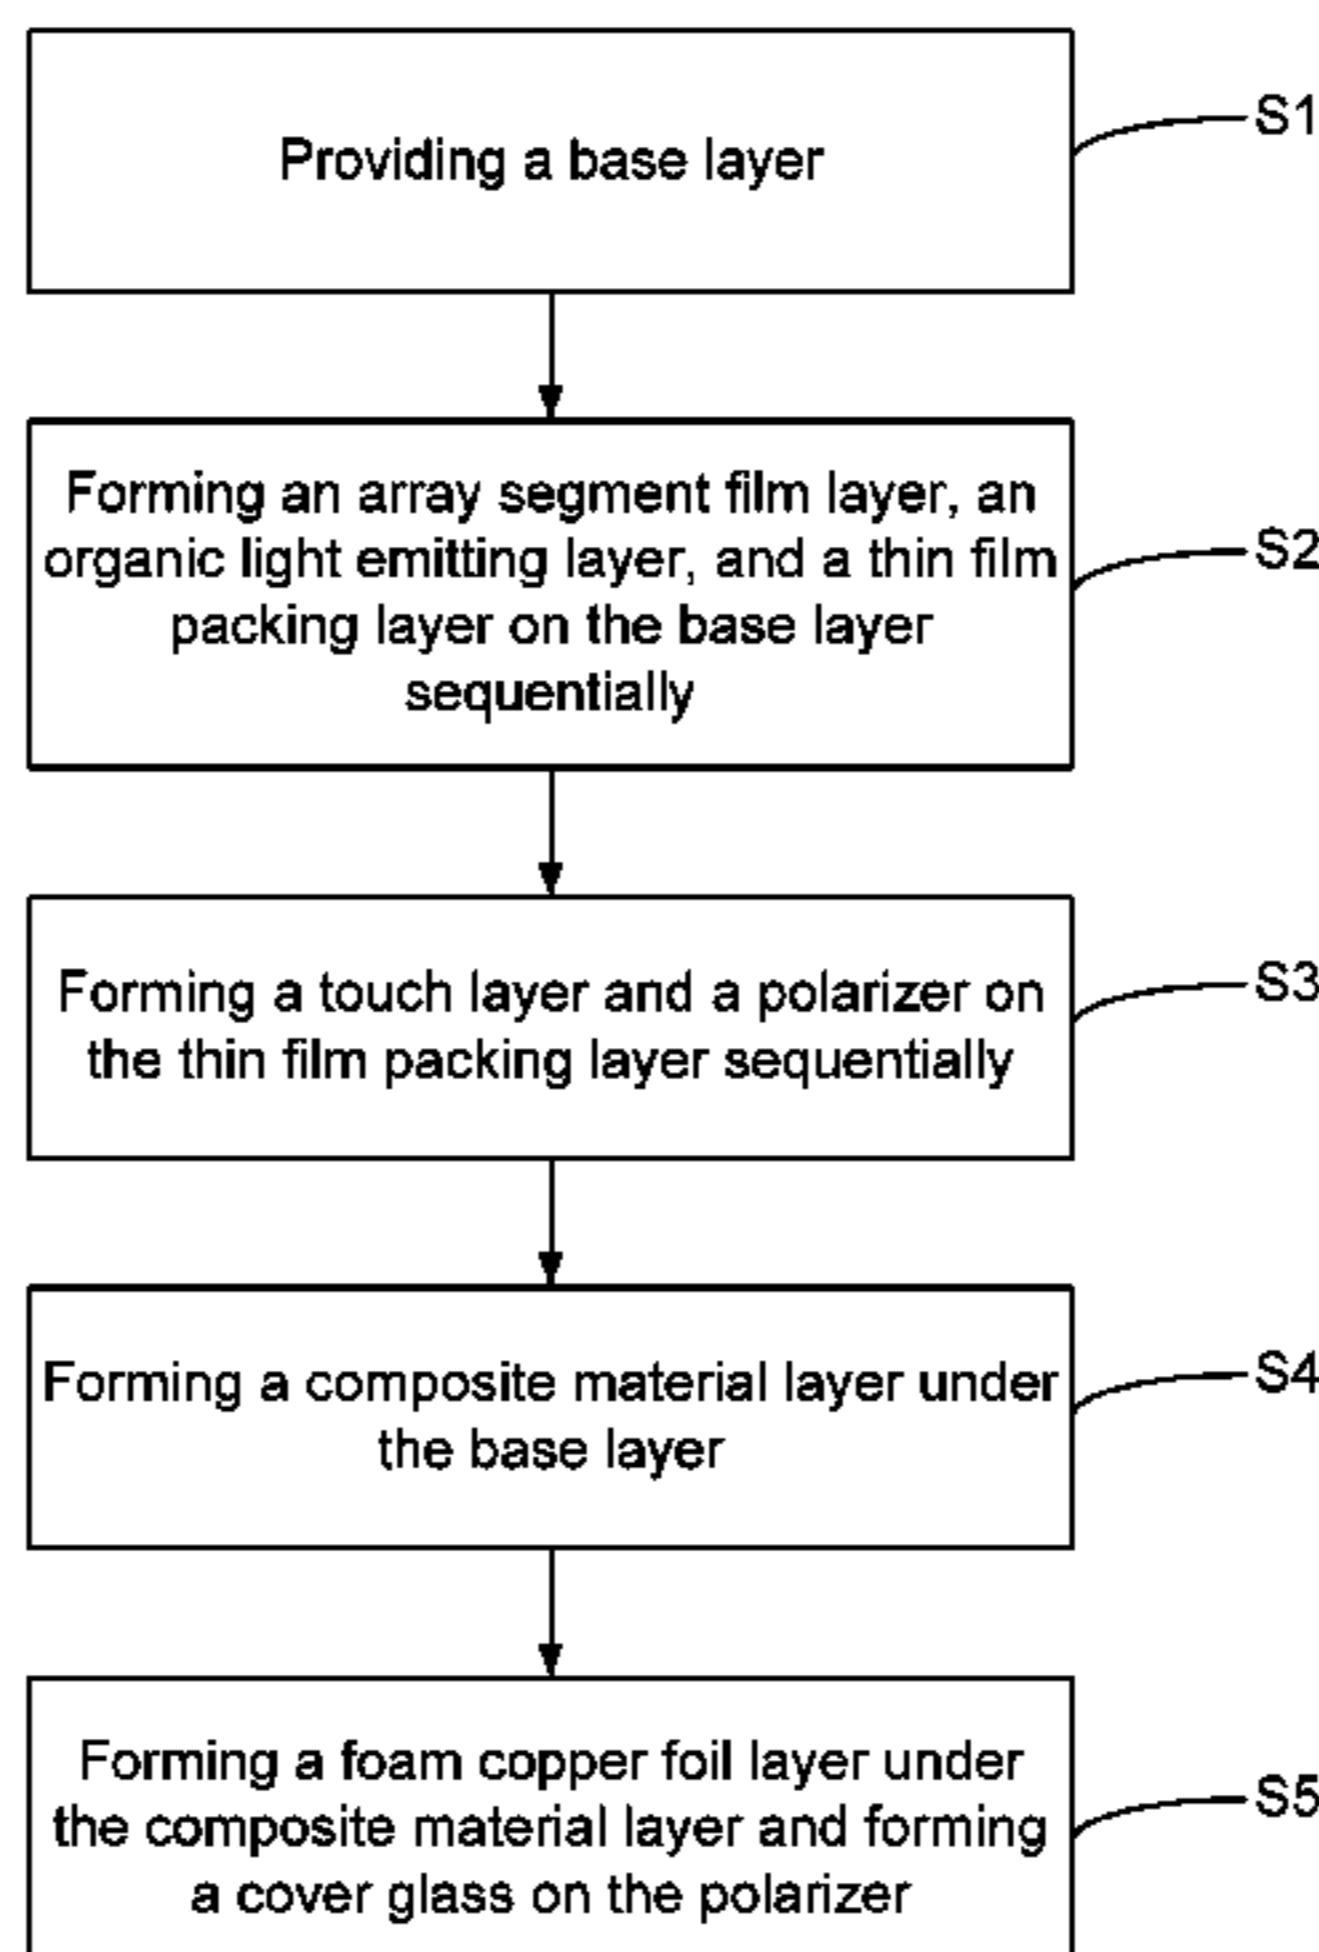 Providing a base layer
S1
Forming an array segment film layer, an
organic light emitting layer, and a thin film
packing layer on the base layer
sequentially
S2
Forming a touch layer and a polarizer on
the thin film packing layer sequentially
S3
Forming a composite material layer under
the base layer
S4
Forming a foam copper foil layer under
the composite material layer and forming
a cover glass on the polarizer
S5